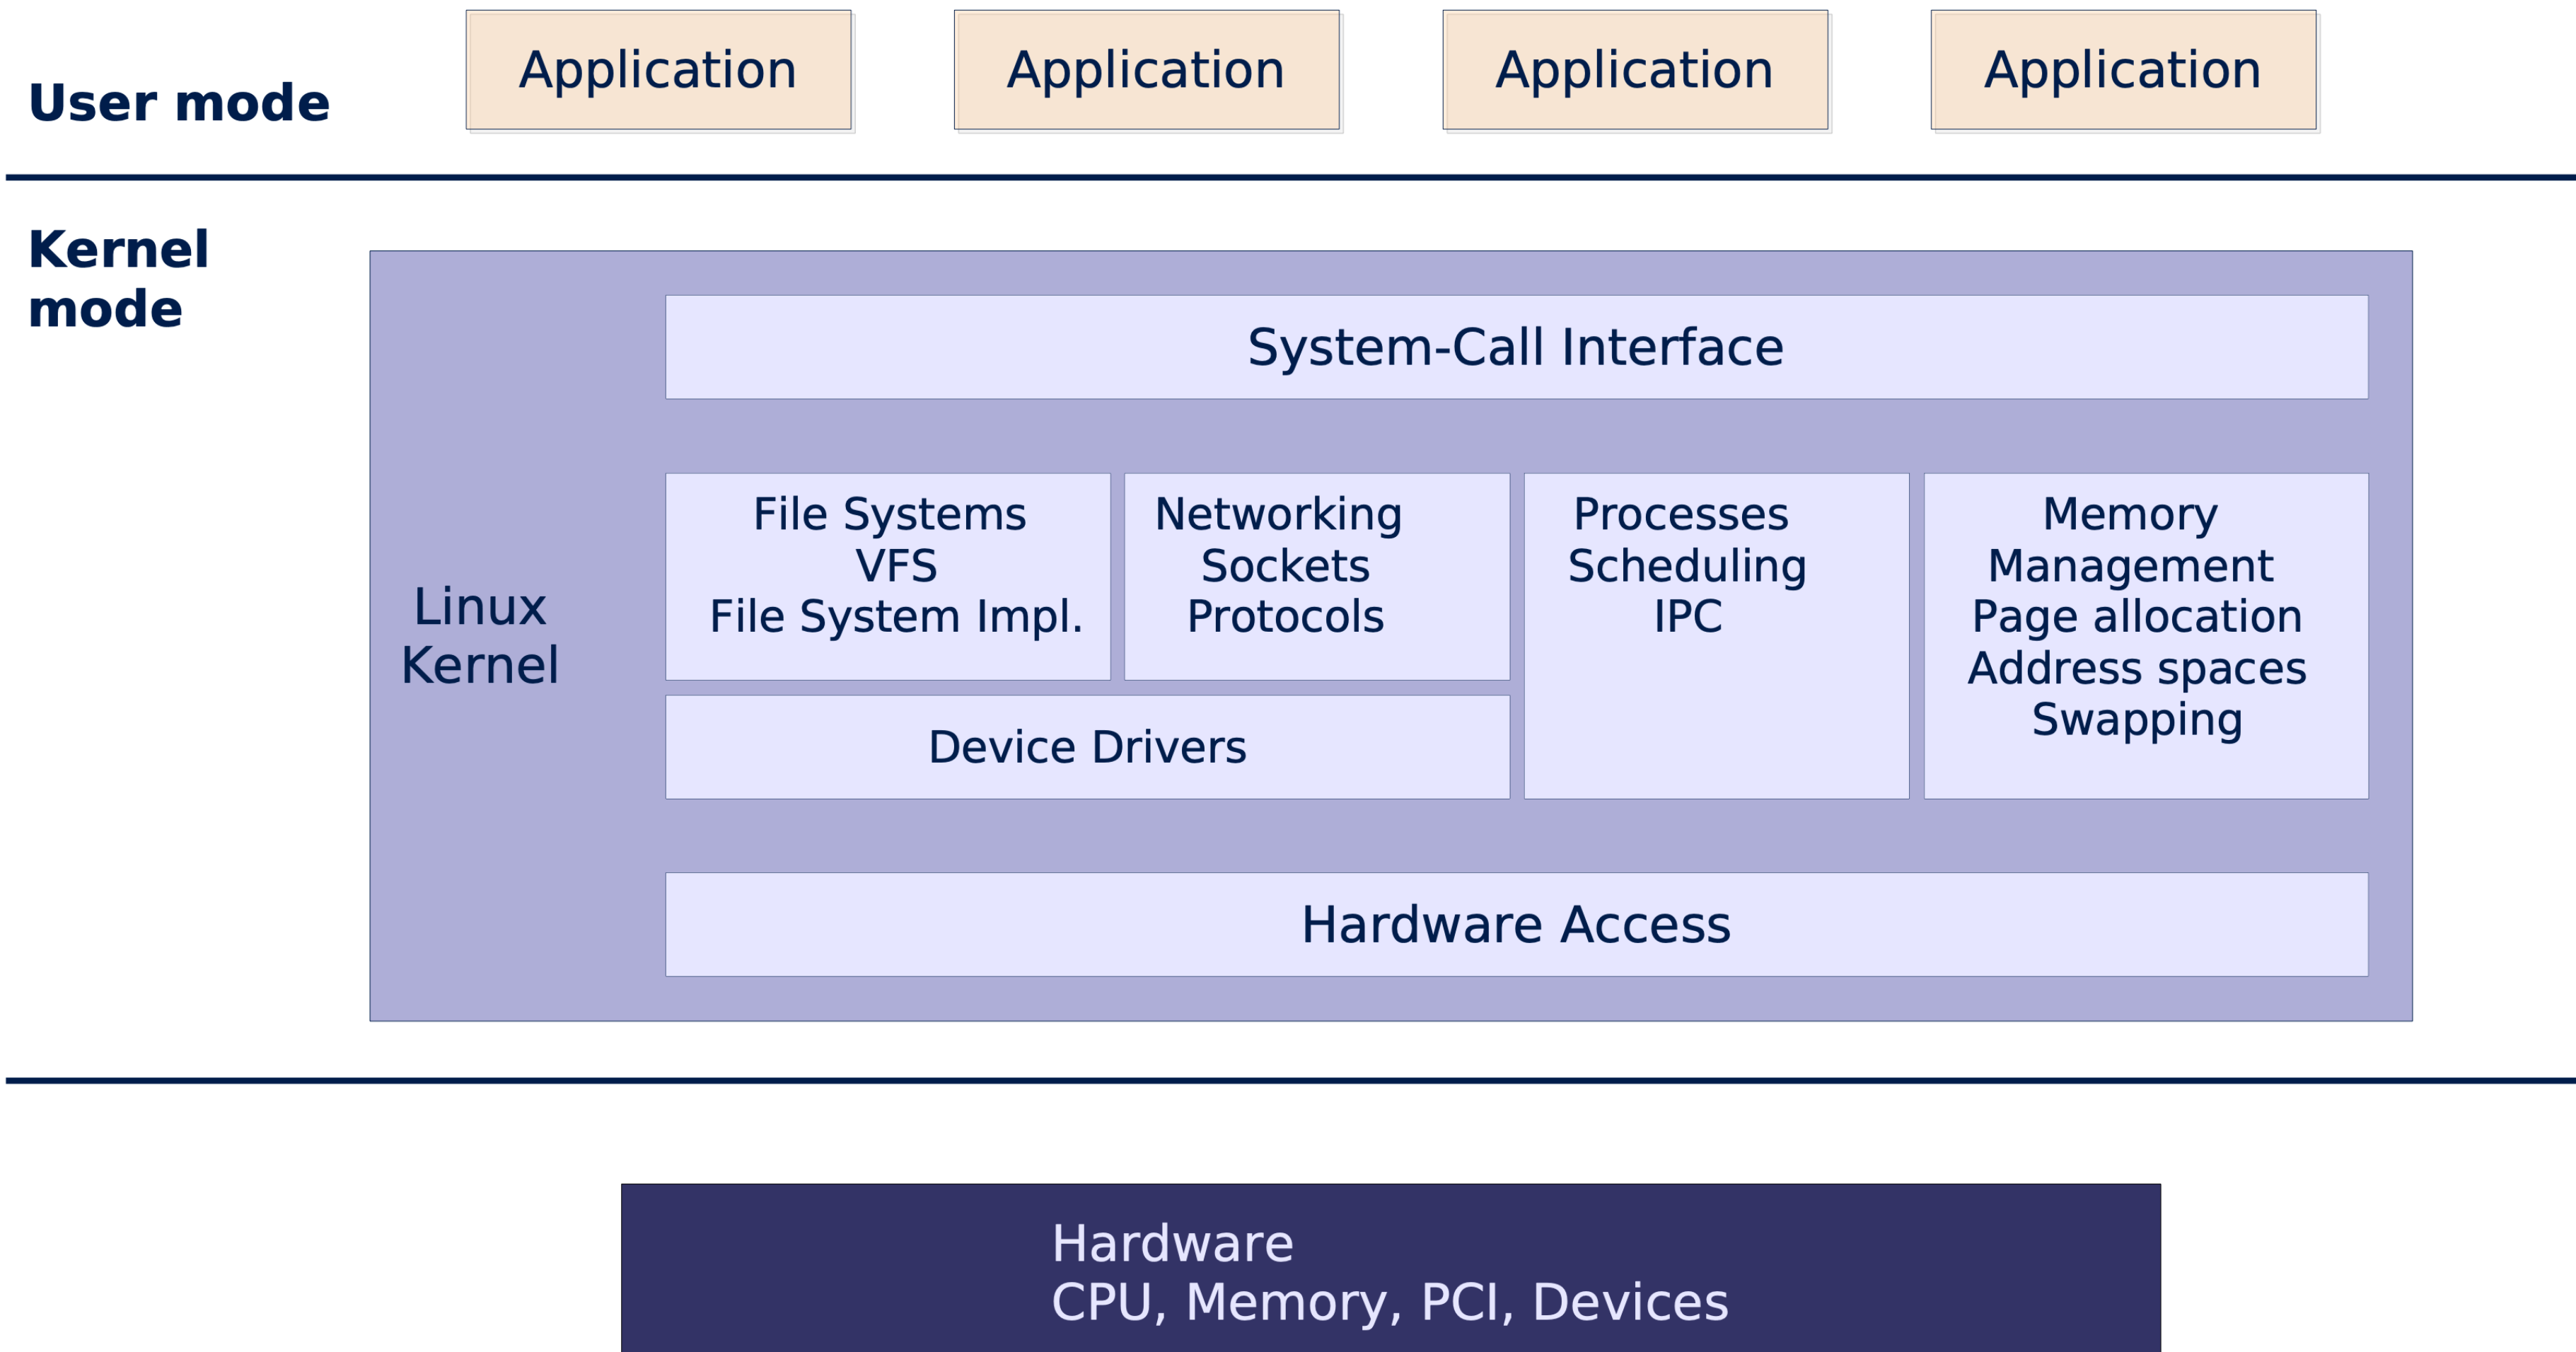 Application
Application
Application
Application
User mode
Kernel
mode
System-Call Interface
File Systems
VFS
File System Impl.
Networking
Sockets
Protocols
Processes
Scheduling
IPC
Memory
Management
Page allocation
Address spaces
Swapping
Linux
Kernel
Device Drivers
Hardware Access
Hardware
CPU, Memory, PCI, Devices